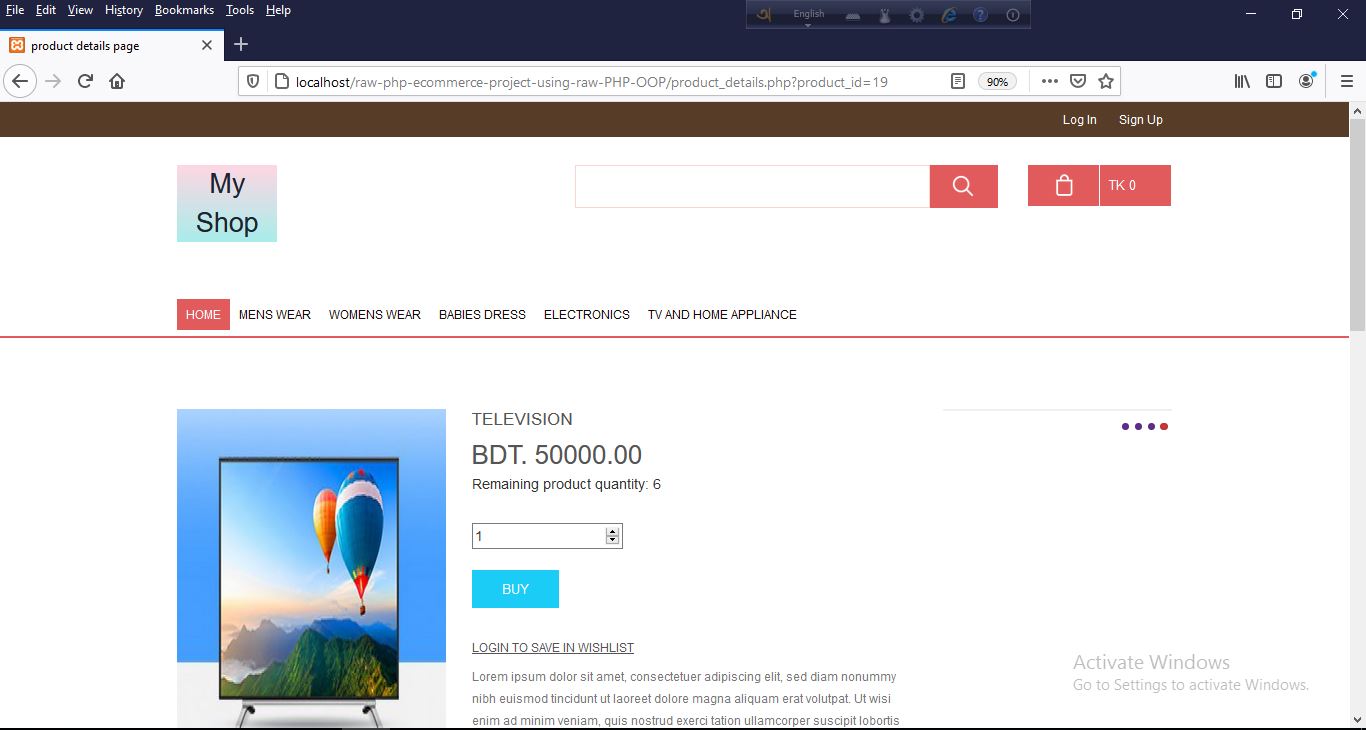 File Edit View History Bookmarks Tools Help
English
product details page
localhost/raw-php-ecommerce-project-using-raw-PHP-OOP/product_details.php?product_id=19
90%
Log In Sign Up
My
Shop
TK 0
HOME MENS WEAR WOMENS WEAR BABIES DRESS ELECTRONICS TV AND HOME APPLIANCE
TELEVISION
BDT. 50000.00
Remaining product quantity: 6
1
BUY
LOGIN TO SAVE IN WISHLIST
Lorem ipsum dolor sit amet, consectetuer adipiscing elit, sed diam nonummy
nibh euismod tincidunt ut laoreet dolore magna aliquam erat volutpat. Ut wisi
enim ad minim veniam, quis nostrud exerci tation ullamcorper suscipit lobortis
Activate Windows
Go to Settings to activate Windows.